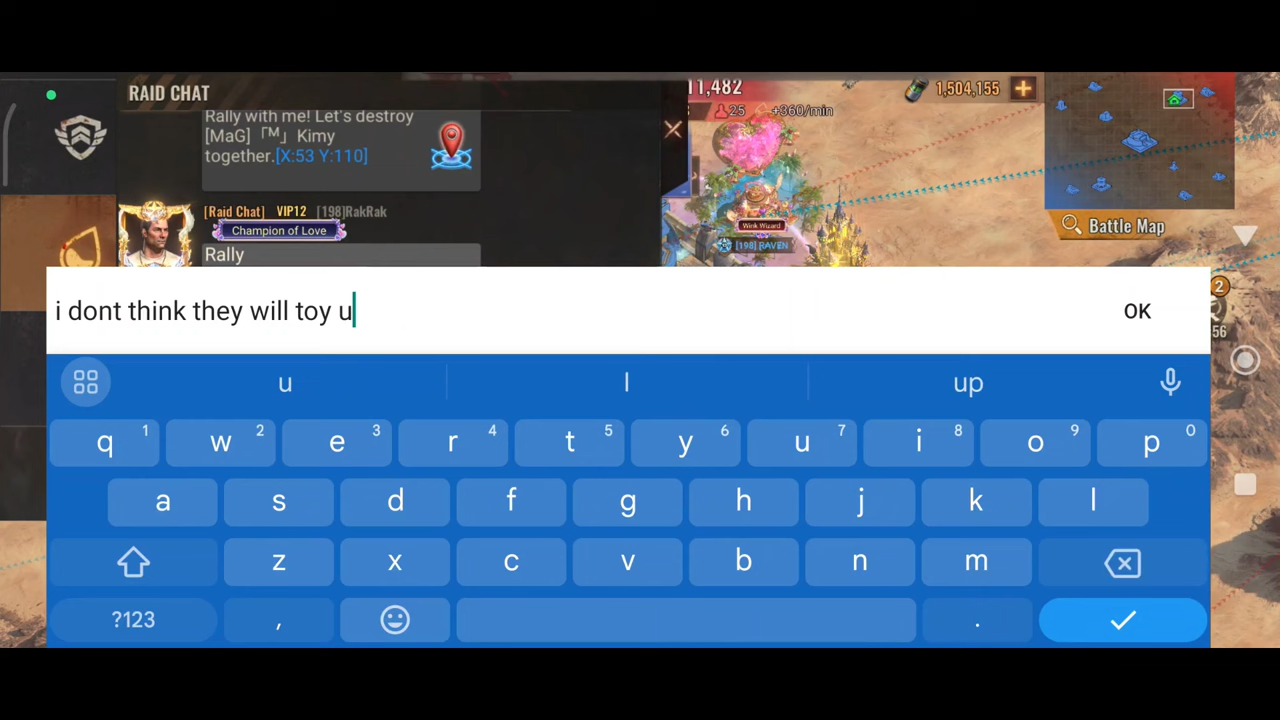 RAID CHAT
11,482
1,504,155
25
+360/min
Rally with me! Let's destroy
[MaG]「ᴹ」Kimy
together.[X:53 Y:110]
[Raid Chat] VIP12 [198]RakRak
Champion of Love
Rally
Wink Wizard
[198] RAVEN
Battle Map
2
56
i dont think they will toy u
OK
u I up
q 1 w 2 e 3 r 4 t 5 y 6 u 7 i 8 o 9 p 0
a s d f g h j k l
z x c v b n m
?123 , .